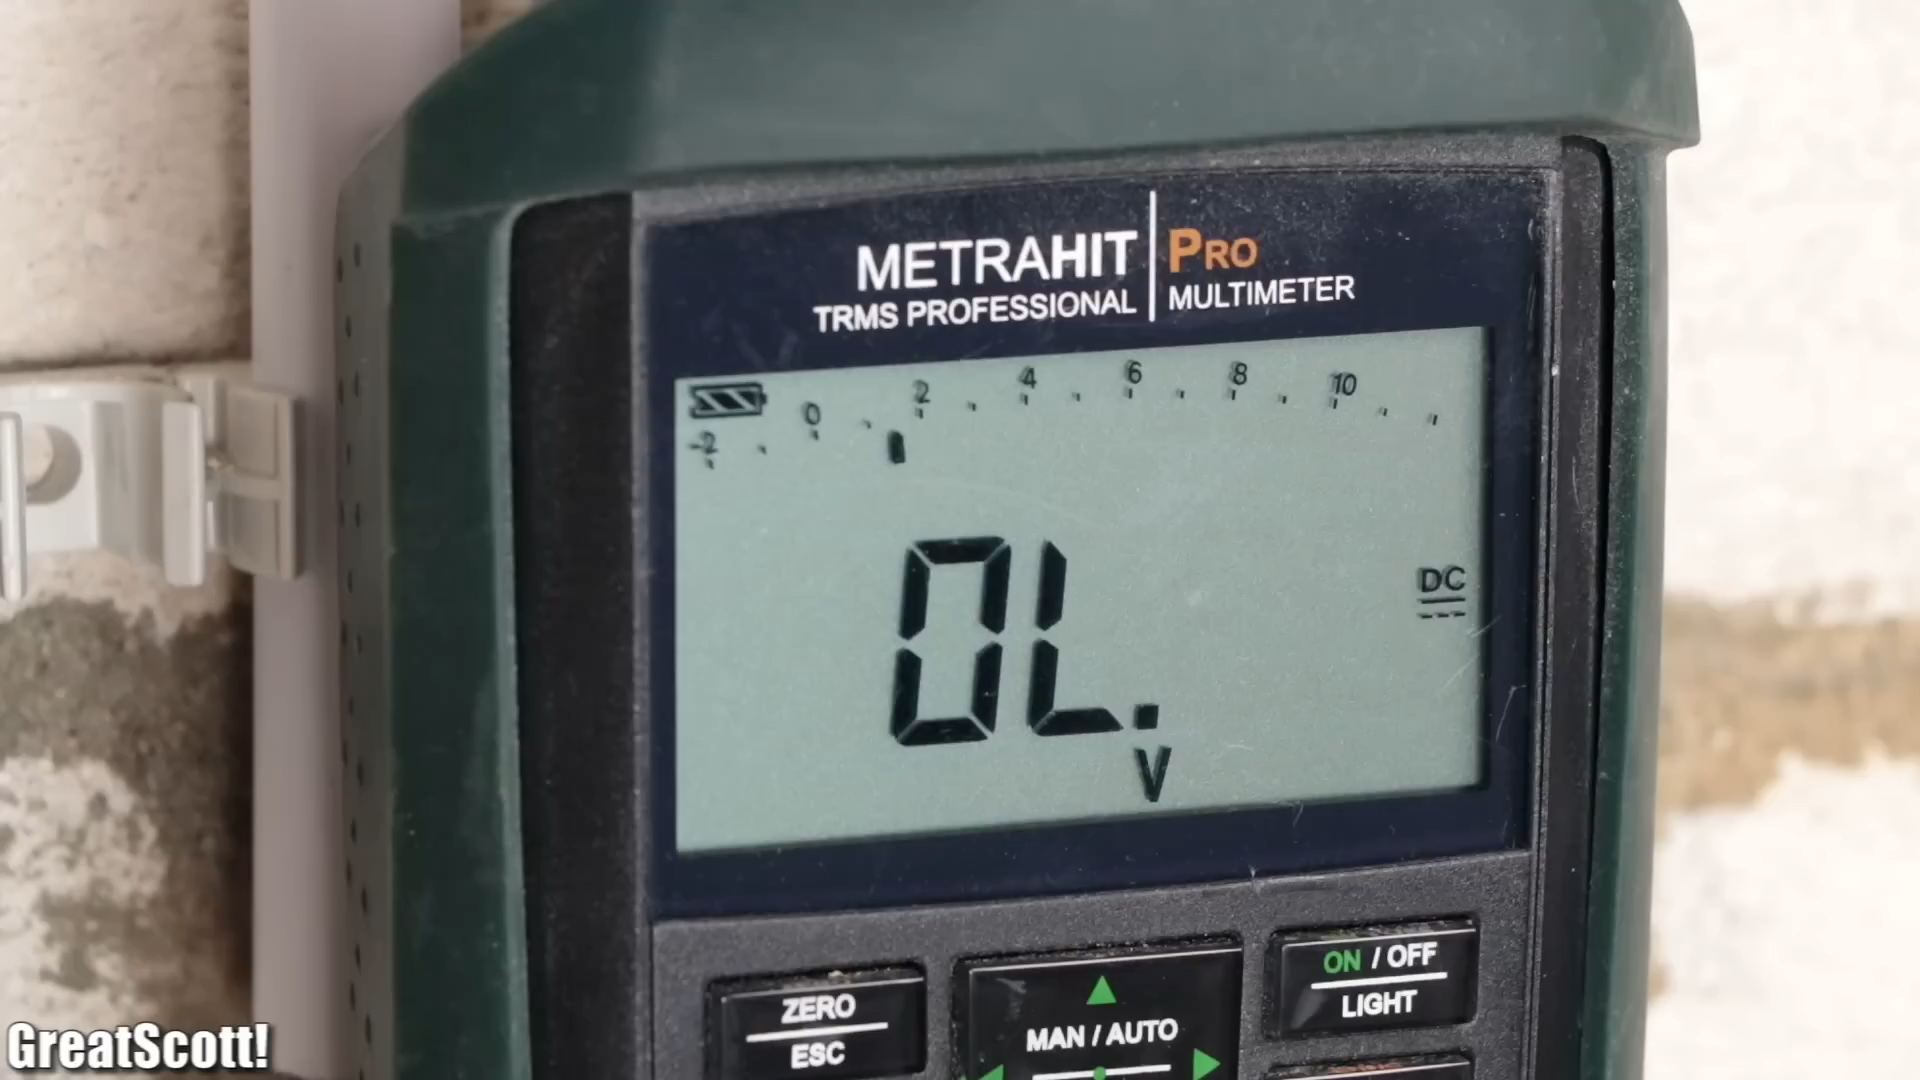 METRAHIT PRO
TRMS PROFESSIONAL MULTIMETER
-2 0 2 4 6 8 10
DC
OL.
V
ON / OFF
LIGHT
ZERO
ESC
MAN / AUTO
GreatScott!